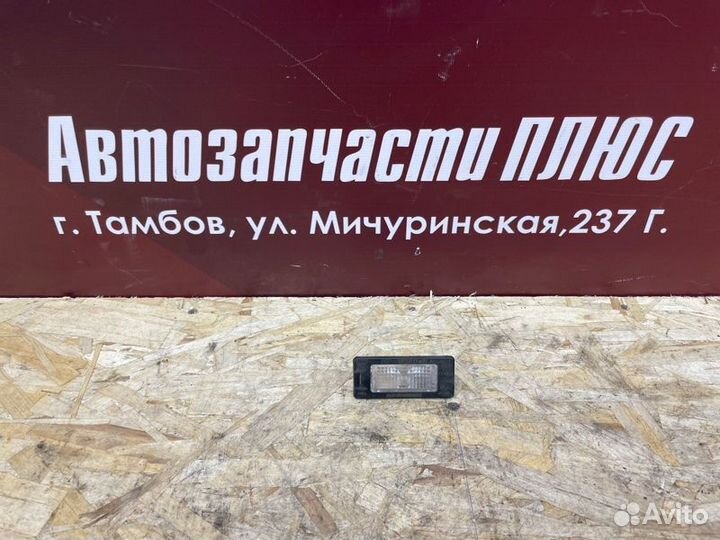 Автозапчасти ПЛЮС
г. Тамбов, ул. Мичуринская,237 Г.
Avito